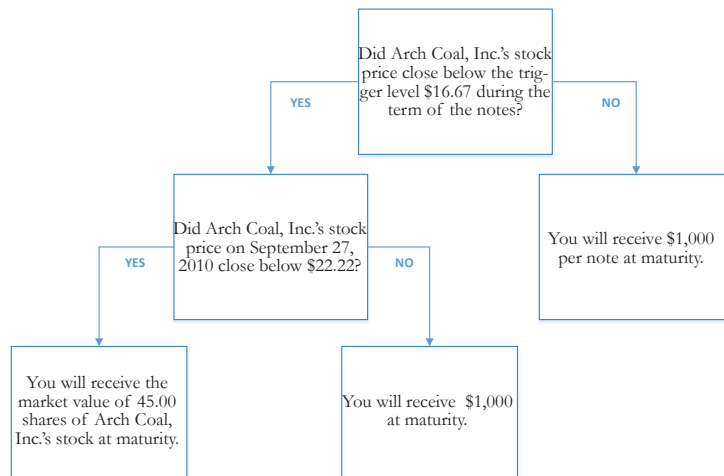 Did Arch Coal, Inc.'s stock
price close below the trig-
ger level $16.67 during the
term of the notes?
YES
NO
Did Arch Coal, Inc.'s stock
price on September 27,
2010 close below $22.22?
You will receive $1,000
per note at maturity.
YES
NO
You will receive the
market value of 45.00
shares of Arch Coal,
Inc.'s stock at maturity.
You will receive $1,000
at maturity.